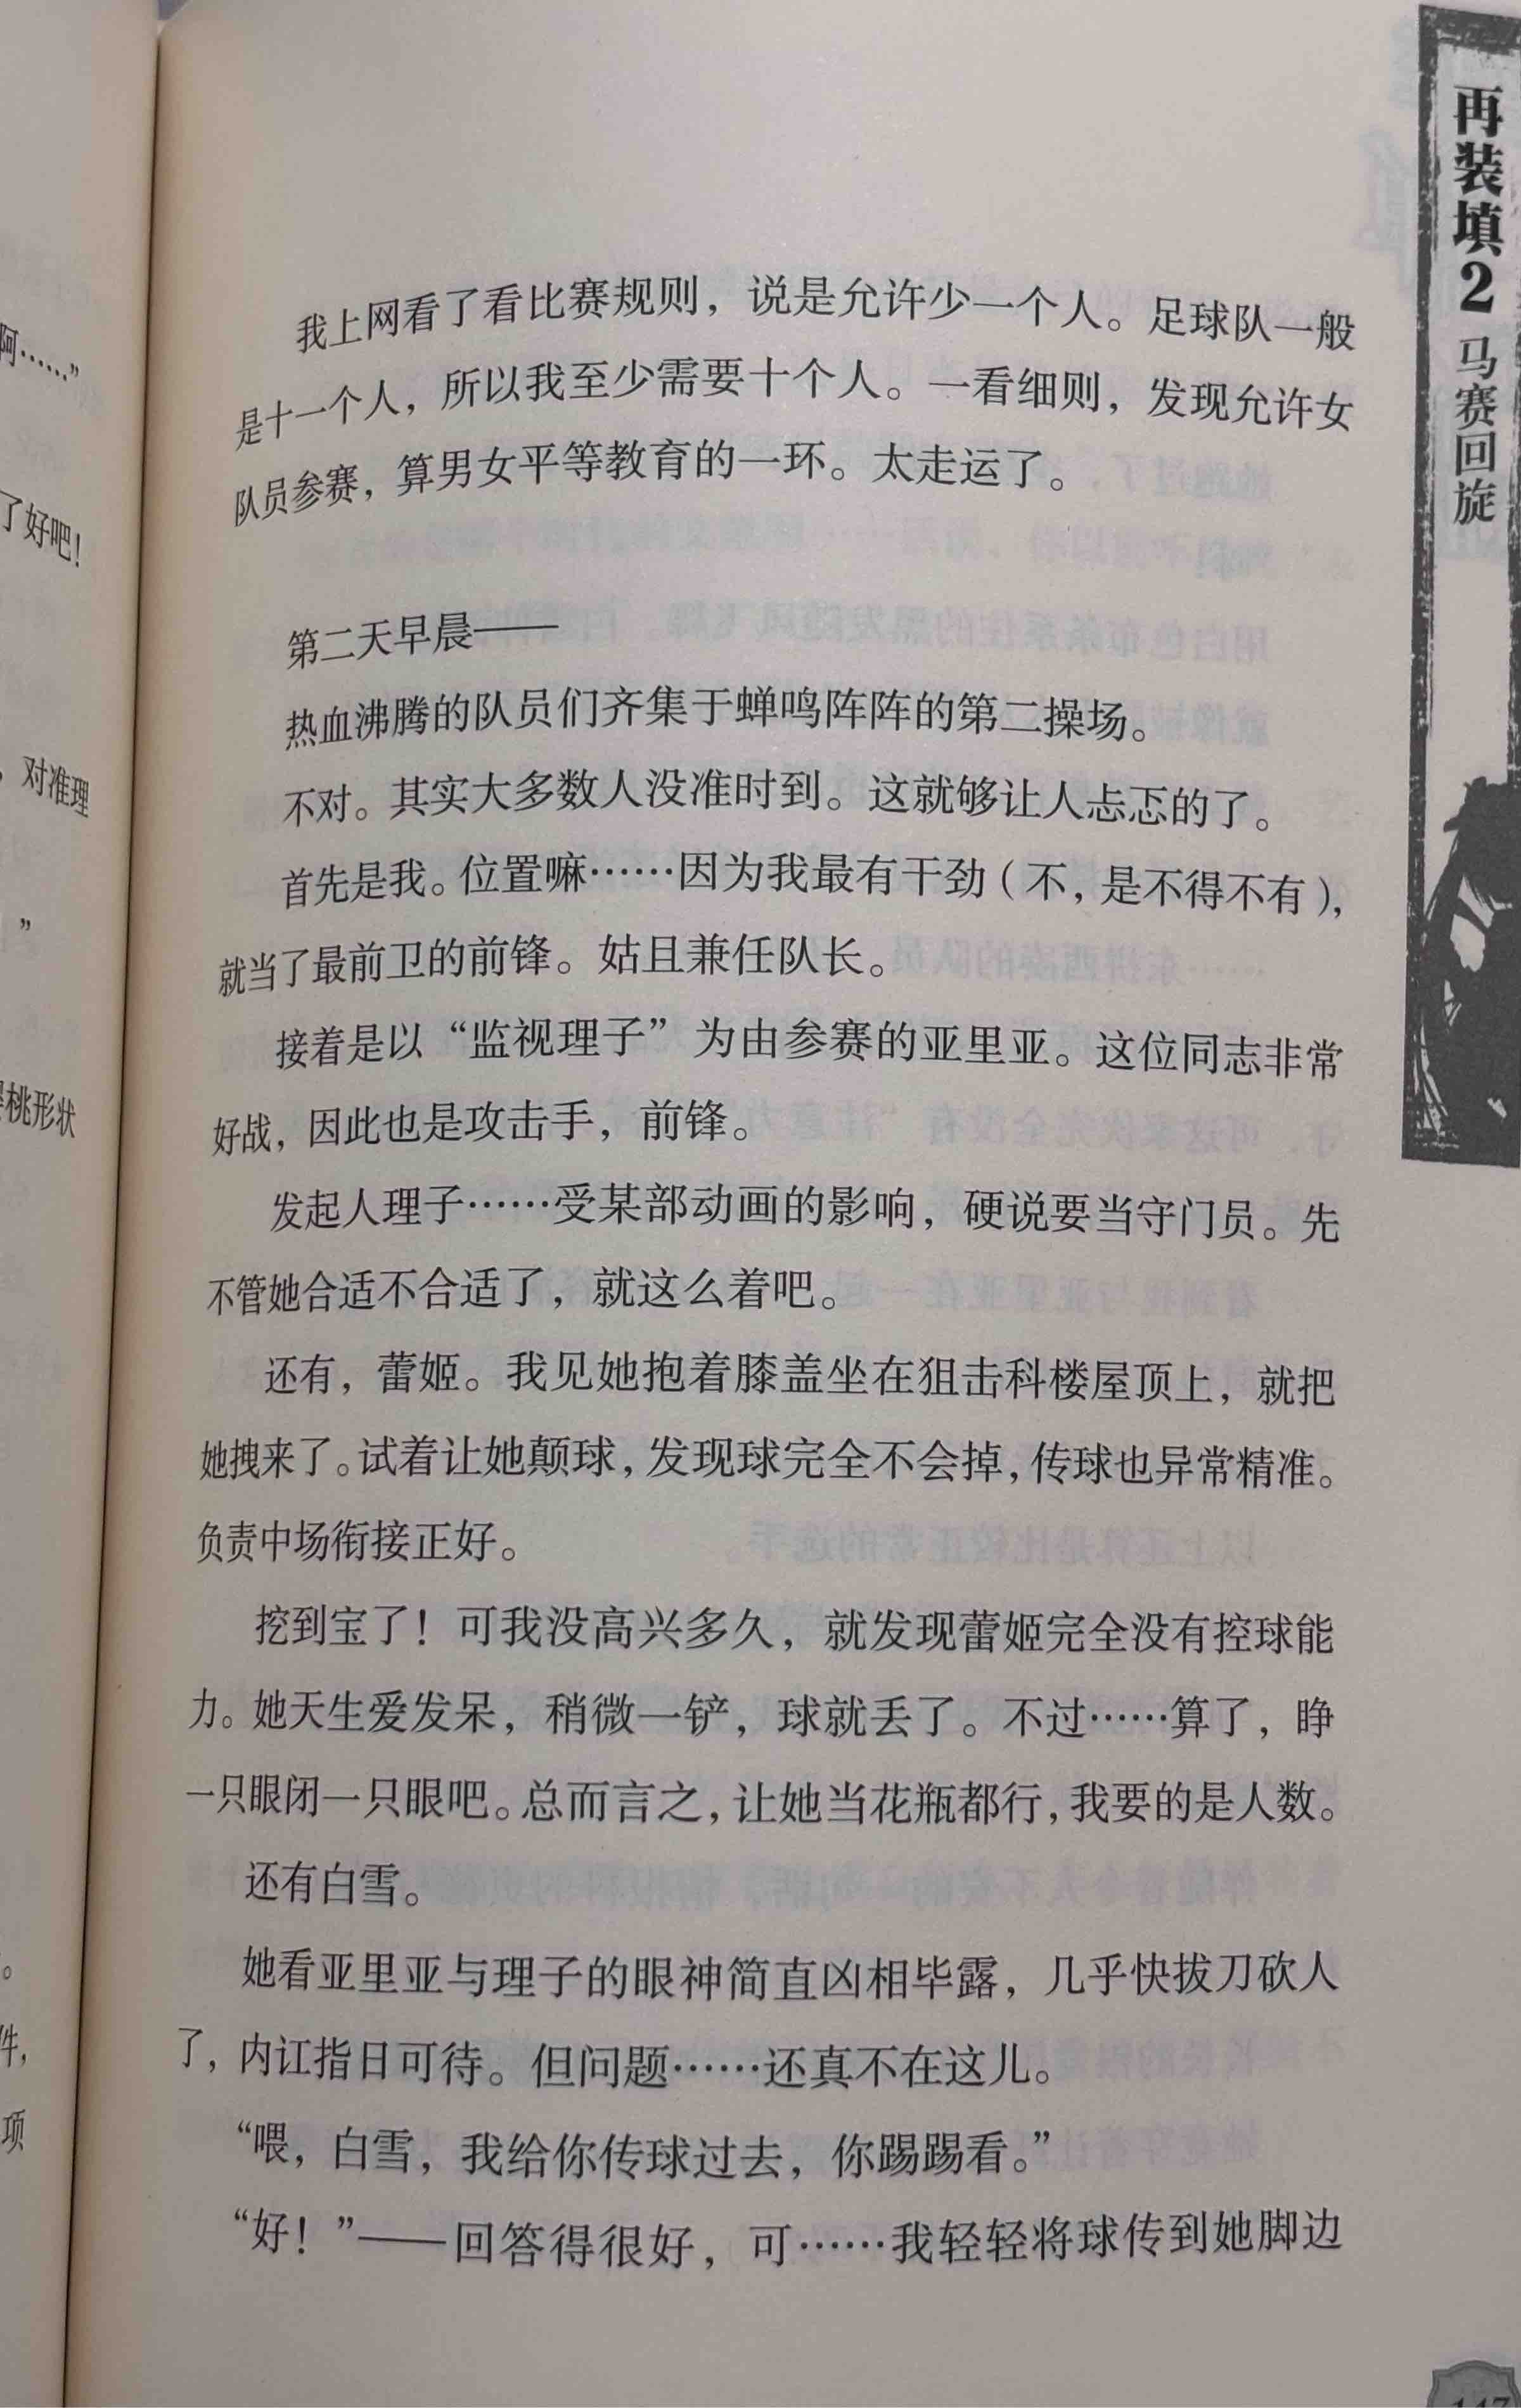 啊……”
了好吧！
，对准理
”
桃形状
。
件，
项
我上网看了看比赛规则，说是允许少一个人。足球队一般
是十一个人，所以我至少需要十个人。一看细则，发现允许女
队员参赛，算男女平等教育的一环。太走运了。
第二天早晨——
热血沸腾的队员们齐集于蝉鸣阵阵的第二操场。
不对。其实大多数人没准时到。这就够让人忐忑的了。
首先是我。位置嘛……因为我最有干劲（不，是不得不有），
就当了最前卫的前锋。姑且兼任队长。
接着是以“监视理子”为由参赛的亚里亚。这位同志非常
好战，因此也是攻击手，前锋。
发起人理子……受某部动画的影响，硬说要当守门员。先
不管她合适不合适了，就这么着吧。
还有，蕾姬。我见她抱着膝盖坐在狙击科楼屋顶上，就把
她拽来了。试着让她颠球，发现球完全不会掉，传球也异常精准。
负责中场衔接正好。
挖到宝了！可我没高兴多久，就发现蕾姬完全没有控球能
力。她天生爱发呆，稍微一铲，球就丢了。不过……算了，睁
一只眼闭一只眼吧。总而言之，让她当花瓶都行，我要的是人数。
还有白雪。
她看亚里亚与理子的眼神简直凶相毕露，几乎快拔刀砍人
了，内讧指日可待。但问题……还真不在这儿。
“喂，白雪，我给你传球过去，你踢踢看。”
“好！”——回答得很好，可……我轻轻将球传到她脚边
再装填2 马赛回旋